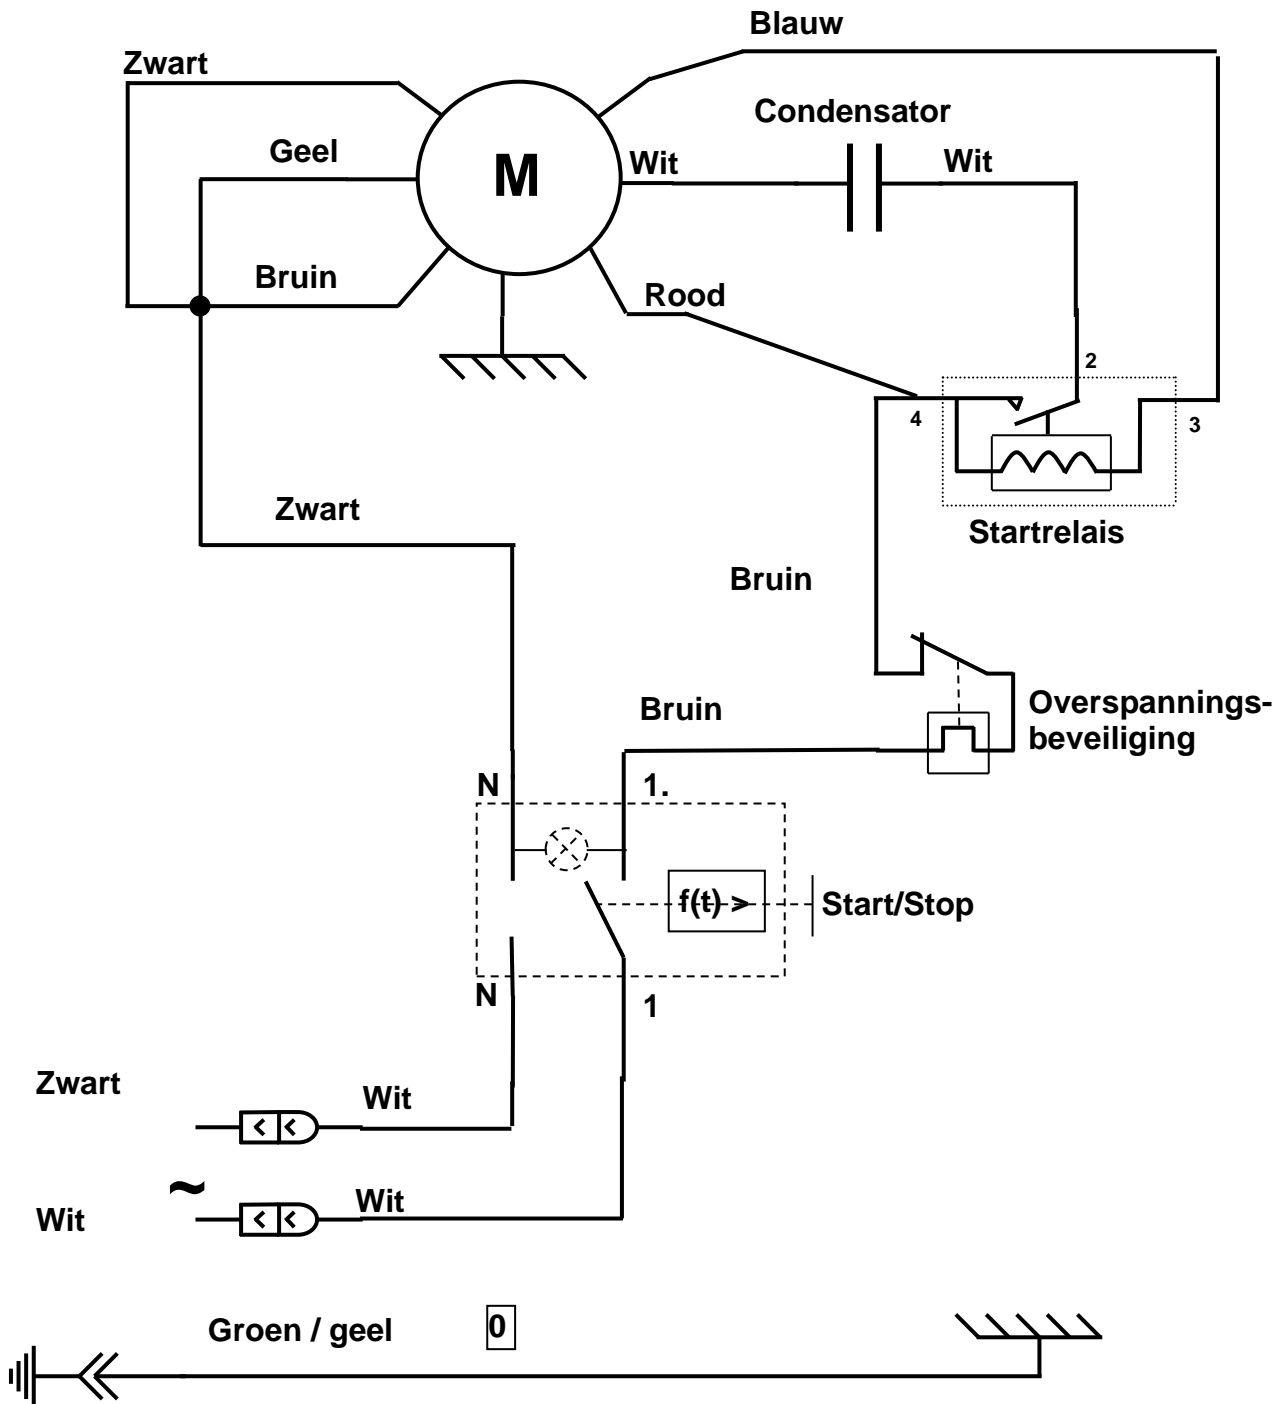 Blauw
Zwart
Condensator
Geel
M
Wit
Wit
Bruin
Rood
2
4
3
Zwart
Startrelais
Bruin
Bruin
Overspannings-
beveiliging
N
1.
f(t) >
Start/Stop
N
1
Zwart
Wit
~
Wit
Wit
Groen / geel
0